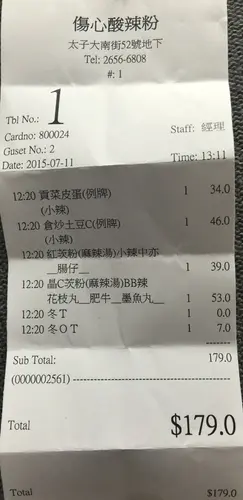 傷心酸辣粉
太子大南街52號地下
Tel: 2656-6808
#: 1
Tbl No.: 1
Cardno: 800024
Staff: 經理
Guset No.: 2
Date: 2015-07-11 Time: 13:11
12:20 貢菜皮蛋(例牌) 1 34.0
(小辣)
12:20 倉炒土豆C(例牌) 1 46.0
(小辣)
12:20 紅茨粉(麻辣湯)小辣中亦
__腸仔__ 1 39.0
12:20 晶C茨粉(麻辣湯)BB辣
花枝丸__肥牛__墨魚丸__ 1 53.0
12:20 冬T 1 0.0
12:20 冬O T 1 7.0
Sub Total: 179.0
(0000002561)
Total $179.0
Total $179.0